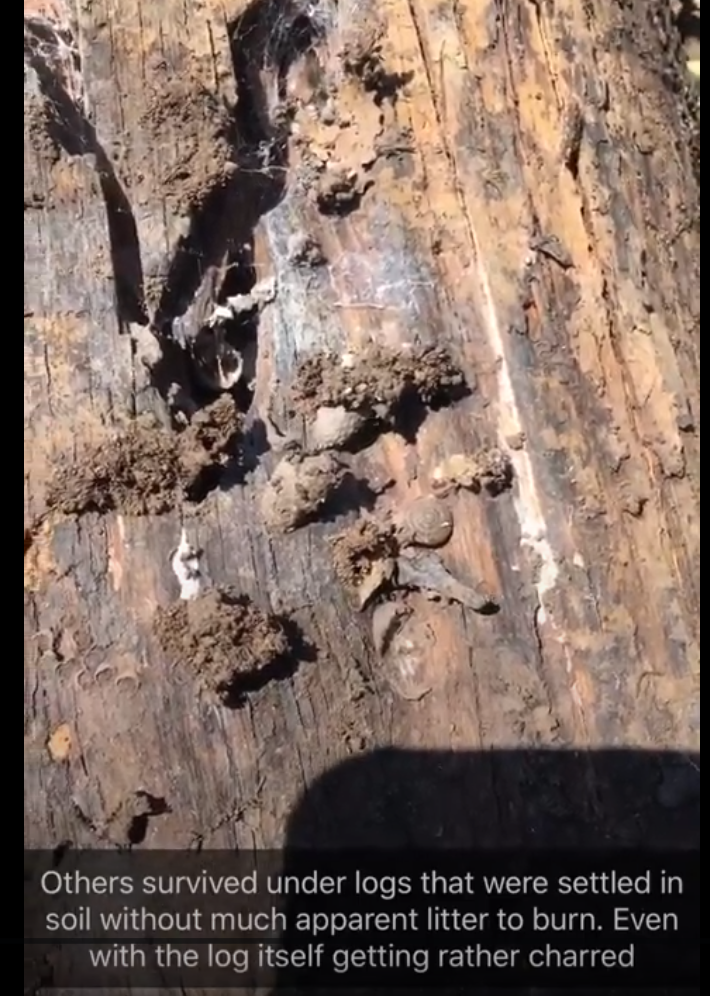 Others survived under logs that were settled in
soil without much apparent litter to burn. Even
with the log itself getting rather charred